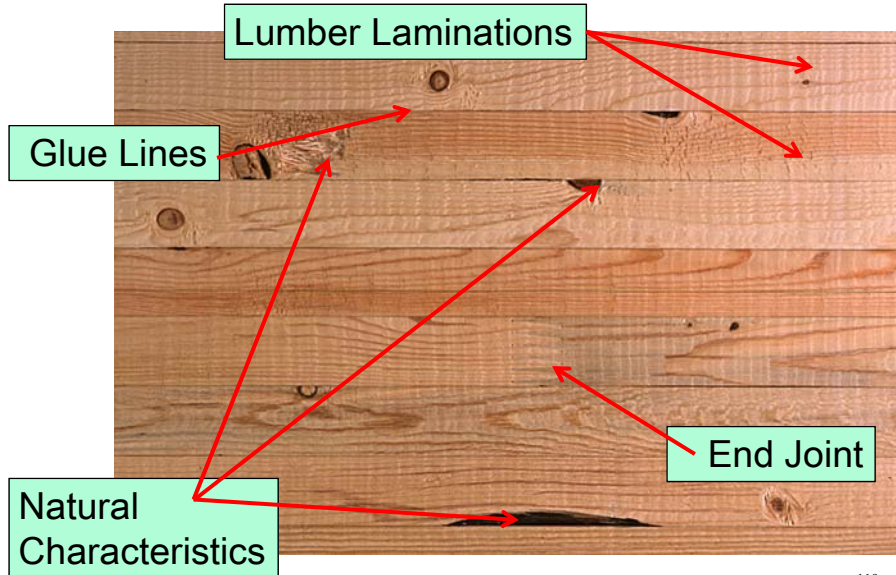 Lumber Laminations
Glue Lines
End Joint
Natural
Characteristics